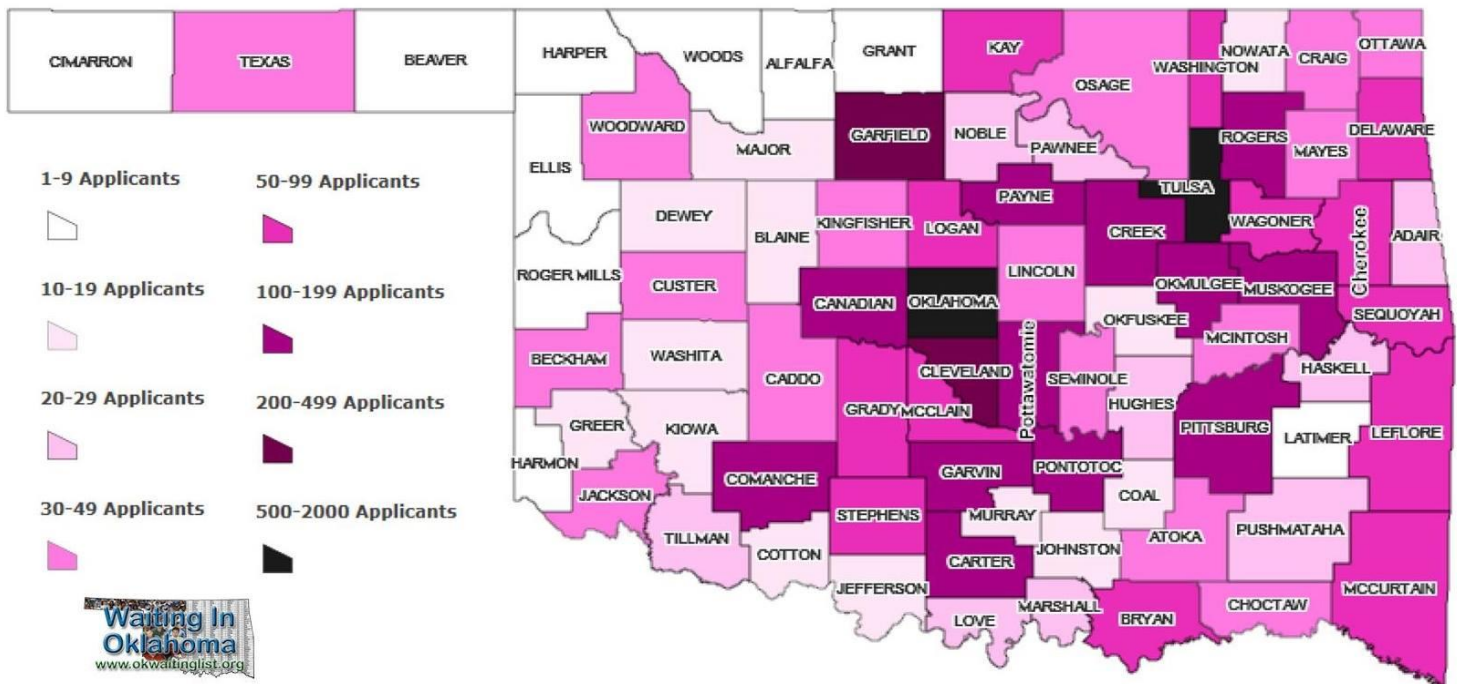 CIMARRON
TEXAS
BEAVER
HARPER
WOODS
ALFALFA
GRANT
KAY
OSAGE
WASHINGTON
NOWATA
CRAIG
OTTAWA
WOODWARD
MAJOR
GARFIELD
NOBLE
PAWNEE
ROGERS
MAYES
DELAWARE
ELLIS
DEWEY
BLAINE
KINGFISHER
LOGAN
PAYNE
CREEK
TULSA
WAGONER
Cherokee
ADAIR
ROGER MILLS
CUSTER
CANADIAN
OKLAHOMA
LINCOLN
OKMULGEE
MUSKOGEE
SEQUOYAH
BECKHAM
WASHITA
CADDO
GRADY
MCCLAIN
CLEVELAND
Pottawatomie
SEMINOLE
OKFUSKEE
MCINTOSH
HASKELL
HUGHES
PITTSBURG
LATIMER
LEFLORE
HARMON
GREER
KIOWA
JACKSON
COMANCHE
TILLMAN
COTTON
STEPHENS
JEFFERSON
GARVIN
MURRAY
PONTOTOC
COAL
CARTER
JOHNSTON
ATOKA
PUSHMATAHA
LOVE
MARSHALL
BRYAN
CHOCTAW
MCCURTAIN
1-9 Applicants
50-99 Applicants
10-19 Applicants
100-199 Applicants
20-29 Applicants
200-499 Applicants
30-49 Applicants
500-2000 Applicants
Waiting In
Oklahoma
www.okwaitinglist.org